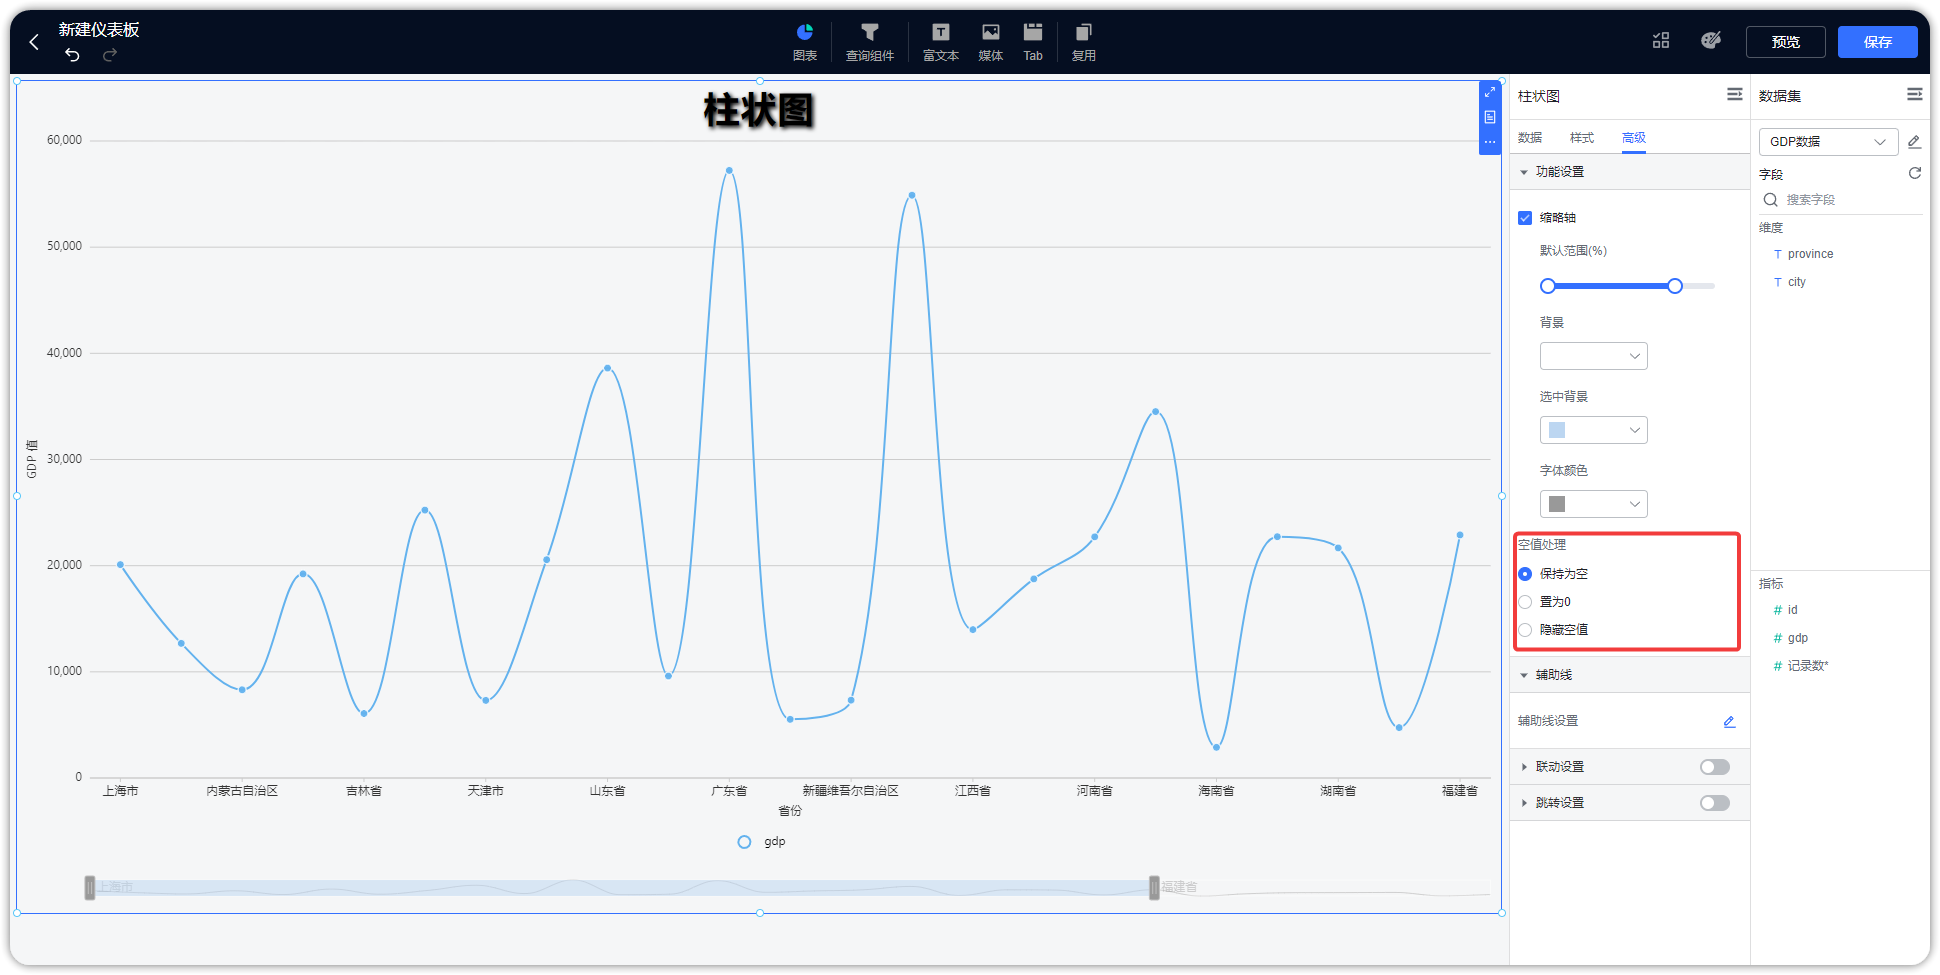 新建仪表板
图表
查询组件
富文本
媒体
Tab
复用
预览
保存
柱状图
60,000
50,000
40,000
30,000
20,000
10,000
0
GDP 值
上海市
内蒙古自治区
吉林省
天津市
山东省
广东省
新疆维吾尔自治区
江西省
河南省
海南省
湖南省
福建省
省份
gdp
上海市
福建省
柱状图
数据
样式
高级
功能设置
缩略轴
默认范围(%)
背景
选中背景
字体颜色
空值处理
保持为空
置为0
隐藏空值
辅助线
辅助线设置
联动设置
跳转设置
数据集
GDP数据
字段
搜索字段
维度
T province
T city
指标
# id
# gdp
# 记录数*